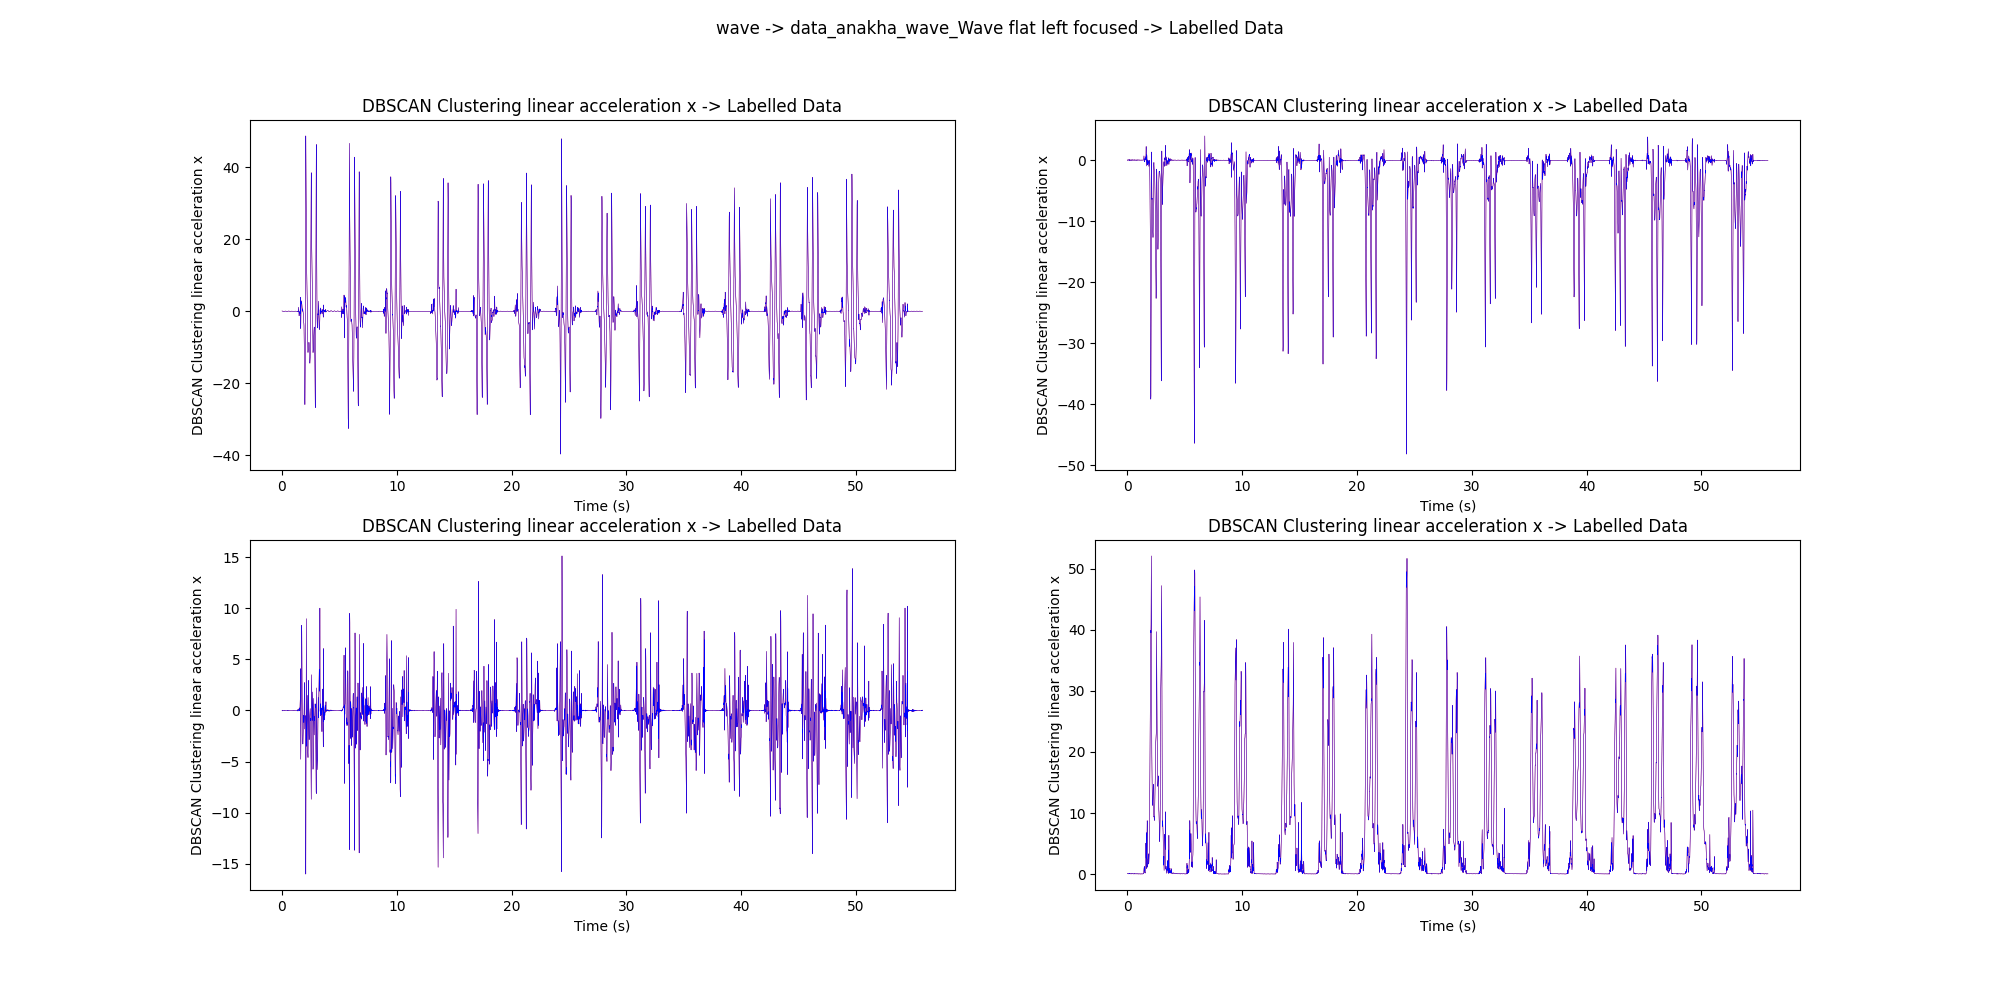 wave -> data_anakha_wave_Wave flat left focused -> Labelled Data
DBSCAN Clustering linear acceleration x -> Labelled Data
DBSCAN Clustering linear acceleration x
40
20
0
−20
−40
0 10 20 30 40 50
Time (s)
DBSCAN Clustering linear acceleration x -> Labelled Data
DBSCAN Clustering linear acceleration x
0
−10
−20
−30
−40
−50
0 10 20 30 40 50
Time (s)
DBSCAN Clustering linear acceleration x -> Labelled Data
DBSCAN Clustering linear acceleration x
15
10
5
0
−5
−10
−15
0 10 20 30 40 50
Time (s)
DBSCAN Clustering linear acceleration x -> Labelled Data
DBSCAN Clustering linear acceleration x
50
40
30
20
10
0
0 10 20 30 40 50
Time (s)